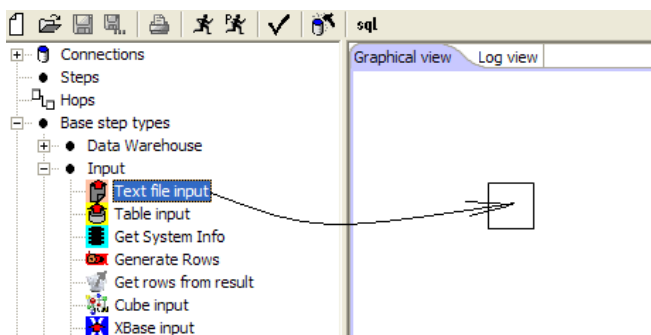 sql
Connections
Steps
Hops
Base step types
Data Warehouse
Input
Text file input
Table input
Get System Info
Generate Rows
Get rows from result
Cube input
XBase input
Graphical view Log view